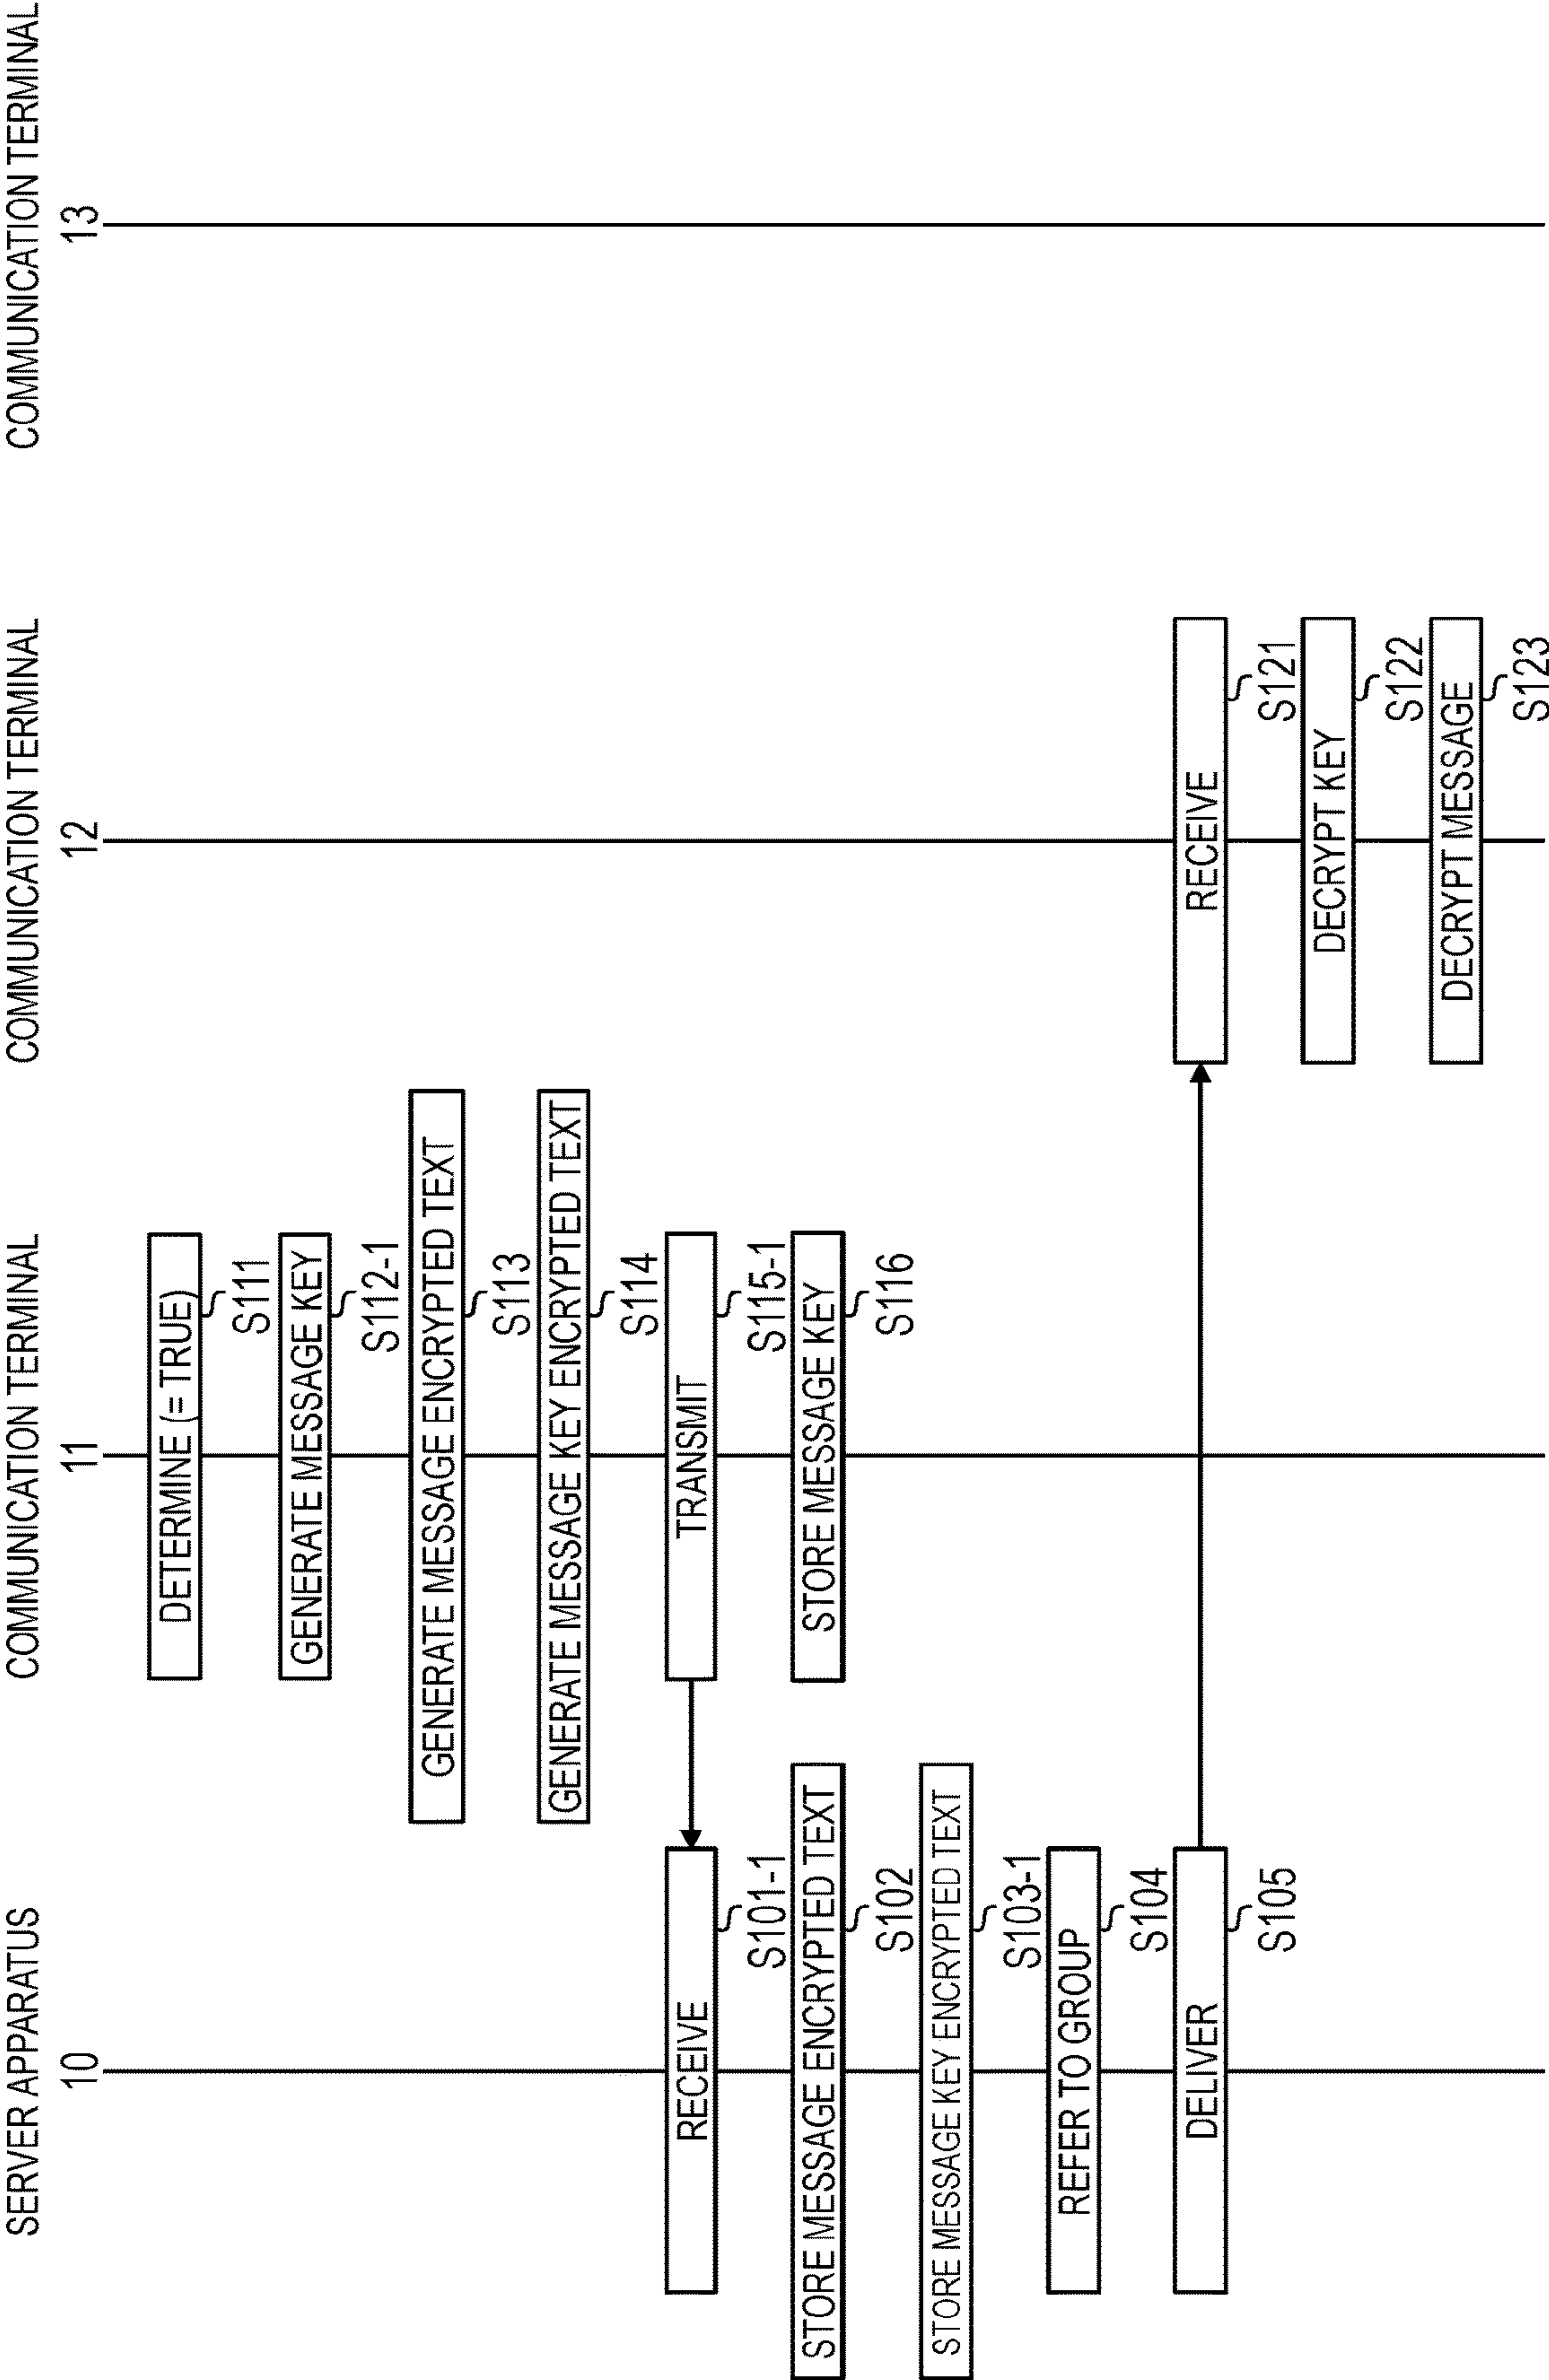 SERVER APPARATUS
COMMUNICATION TERMINAL
COMMUNICATION TERMINAL
COMMUNICATION TERMINAL
10
11
12
13
DETERMINE (= TRUE)
S111
GENERATE MESSAGE KEY
S112-1
GENERATE MESSAGE ENCRYPTED TEXT
S113
GENERATE MESSAGE KEY ENCRYPTED TEXT
S114
RECEIVE
S101-1
TRANSMIT
S115-1
STORE MESSAGE ENCRYPTED TEXT
S102
STORE MESSAGE KEY
S116
STORE MESSAGE KEY ENCRYPTED TEXT
S103-1
REFER TO GROUP
S104
DELIVER
S105
RECEIVE
S121
DECRYPT KEY
S122
DECRYPT MESSAGE
S123